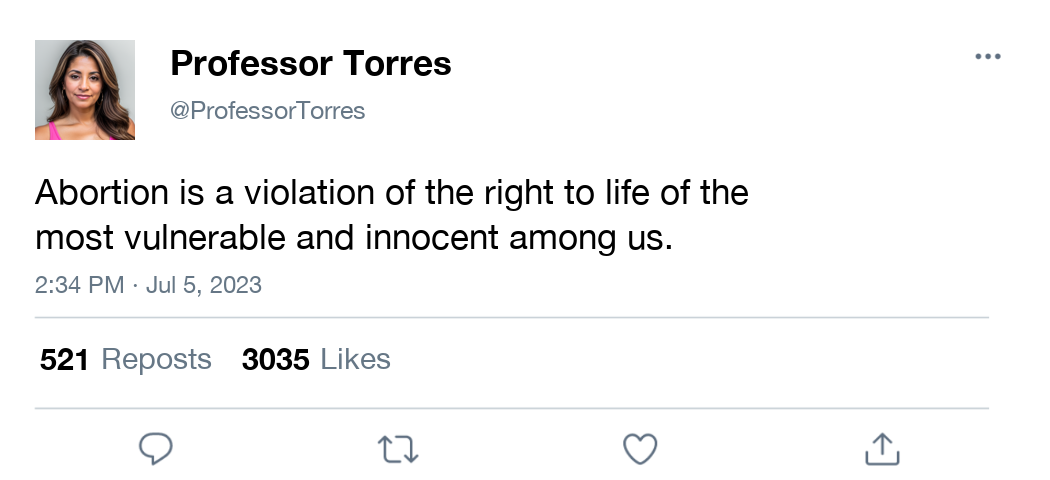 Professor Torres
@ProfessorTorres
Abortion is a violation of the right to life of the
most vulnerable and innocent among us.
2:34 PM · Jul 5, 2023
521 Reposts 3035 Likes